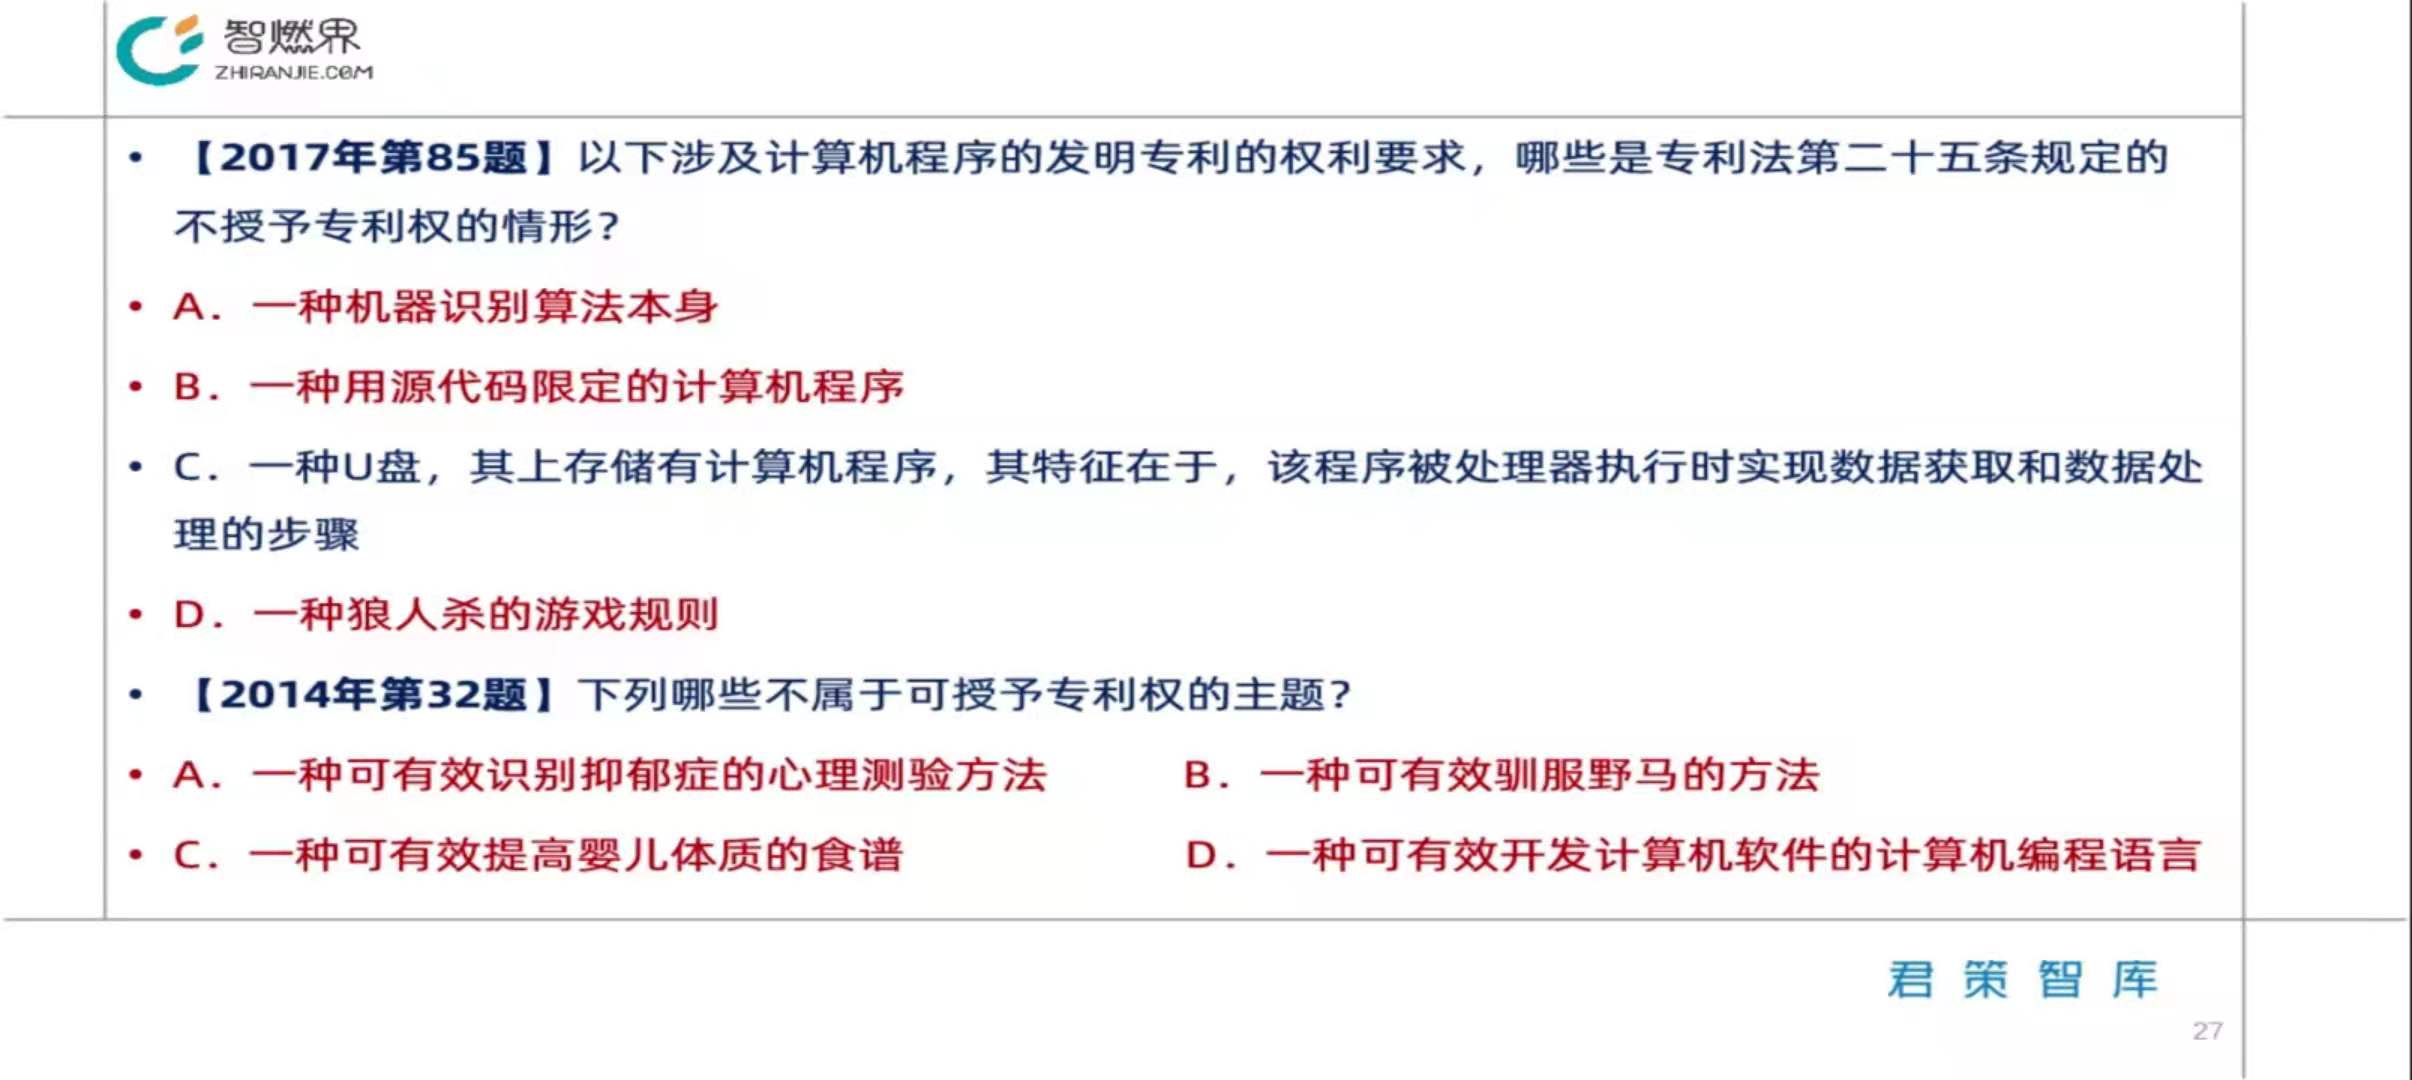 智燃界
ZHIRANJIE.COM
• 【2017年第85题】以下涉及计算机程序的发明专利的权利要求，哪些是专利法第二十五条规定的
不授予专利权的情形？
• A．一种机器识别算法本身
• B．一种用源代码限定的计算机程序
• C．一种U盘，其上存储有计算机程序，其特征在于，该程序被处理器执行时实现数据获取和数据处
理的步骤
• D．一种狼人杀的游戏规则
• 【2014年第32题】下列哪些不属于可授予专利权的主题？
• A．一种可有效识别抑郁症的心理测验方法 B．一种可有效驯服野马的方法
• C．一种可有效提高婴儿体质的食谱 D．一种可有效开发计算机软件的计算机编程语言
君策智库
27